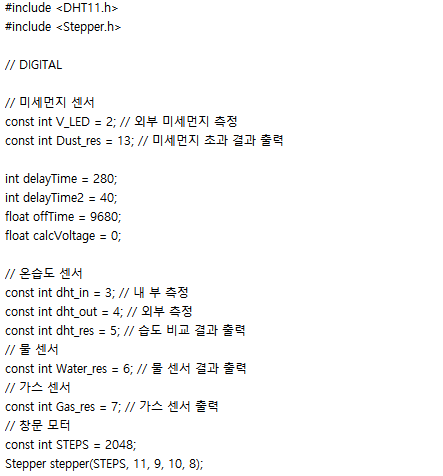 #include <DHT11.h>
#include <Stepper.h>
// DIGITAL
// 미세먼지 센서
const int V_LED = 2; // 외부 미세먼지 측정
const int Dust_res = 13; // 미세먼지 초과 결과 출력
int delayTime = 280;
int delayTime2 = 40;
float offTime = 9680;
float calcVoltage = 0;
// 온습도 센서
const int dht_in = 3; // 내 부 측정
const int dht_out = 4; // 외부 측정
const int dht_res = 5; // 습도 비교 결과 출력
// 물 센서
const int Water_res = 6; // 물 센서 결과 출력
// 가스 센서
const int Gas_res = 7; // 가스 센서 출력
// 창문 모터
const int STEPS = 2048;
Stepper stepper(STEPS, 11, 9, 10, 8);